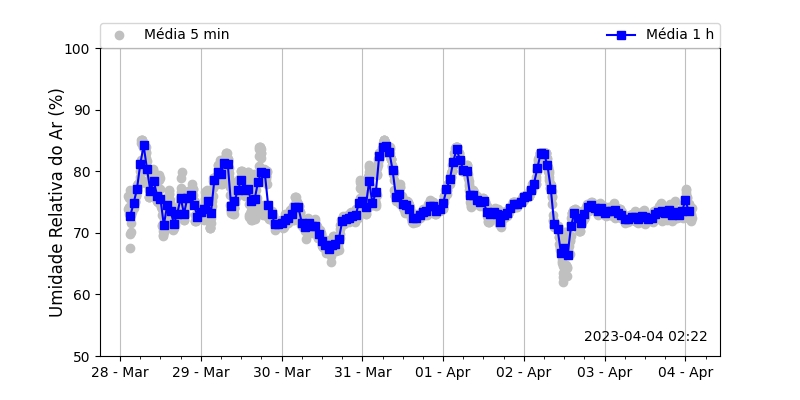 Média 5 min
Média 1 h
100
90
80
70
60
50
Umidade Relativa do Ar (%)
2023-04-04 02:22
28 - Mar
29 - Mar
30 - Mar
31 - Mar
01 - Apr
02 - Apr
03 - Apr
04 - Apr